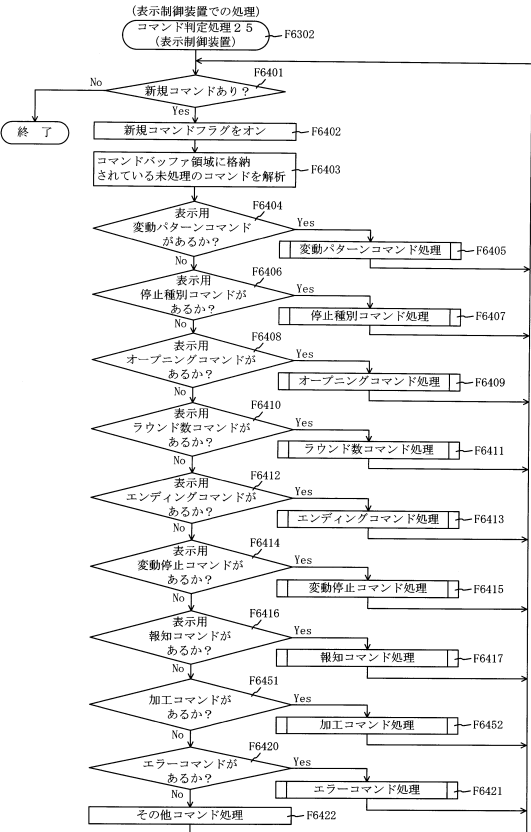 (表示制御装置での処理)
コマンド判定処理25
(表示制御装置)
F6302
F6401
No
新規コマンドあり?
Yes
終 了
新規コマンドフラグをオン
F6402
コマンドバッファ領域に格納
されている未処理のコマンドを解析
F6403
F6404
表示用
変動パターンコマンド
があるか?
Yes
変動パターンコマンド処理
F6405
No
F6406
表示用
停止種別コマンドが
あるか?
Yes
停止種別コマンド処理
F6407
No
F6408
表示用
オープニングコマンドが
あるか?
Yes
オープニングコマンド処理
F6409
No
F6410
表示用
ラウンド数コマンドが
あるか?
Yes
ラウンド数コマンド処理
F6411
No
F6412
表示用
エンディングコマンドが
あるか?
Yes
エンディングコマンド処理
F6413
No
F6414
表示用
変動停止コマンドが
あるか?
Yes
変動停止コマンド処理
F6415
No
F6416
表示用
報知コマンドが
あるか?
Yes
報知コマンド処理
F6417
No
F6451
加工コマンドが
あるか?
Yes
加工コマンド処理
F6452
No
F6420
エラーコマンドが
あるか?
Yes
エラーコマンド処理
F6421
No
その他コマンド処理
F6422